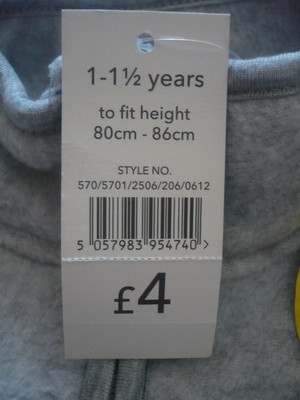 1-1½ years
to fit height
80cm - 86cm
STYLE NO.
570/5701/2506/206/0612
5 057983 954740 >
£4